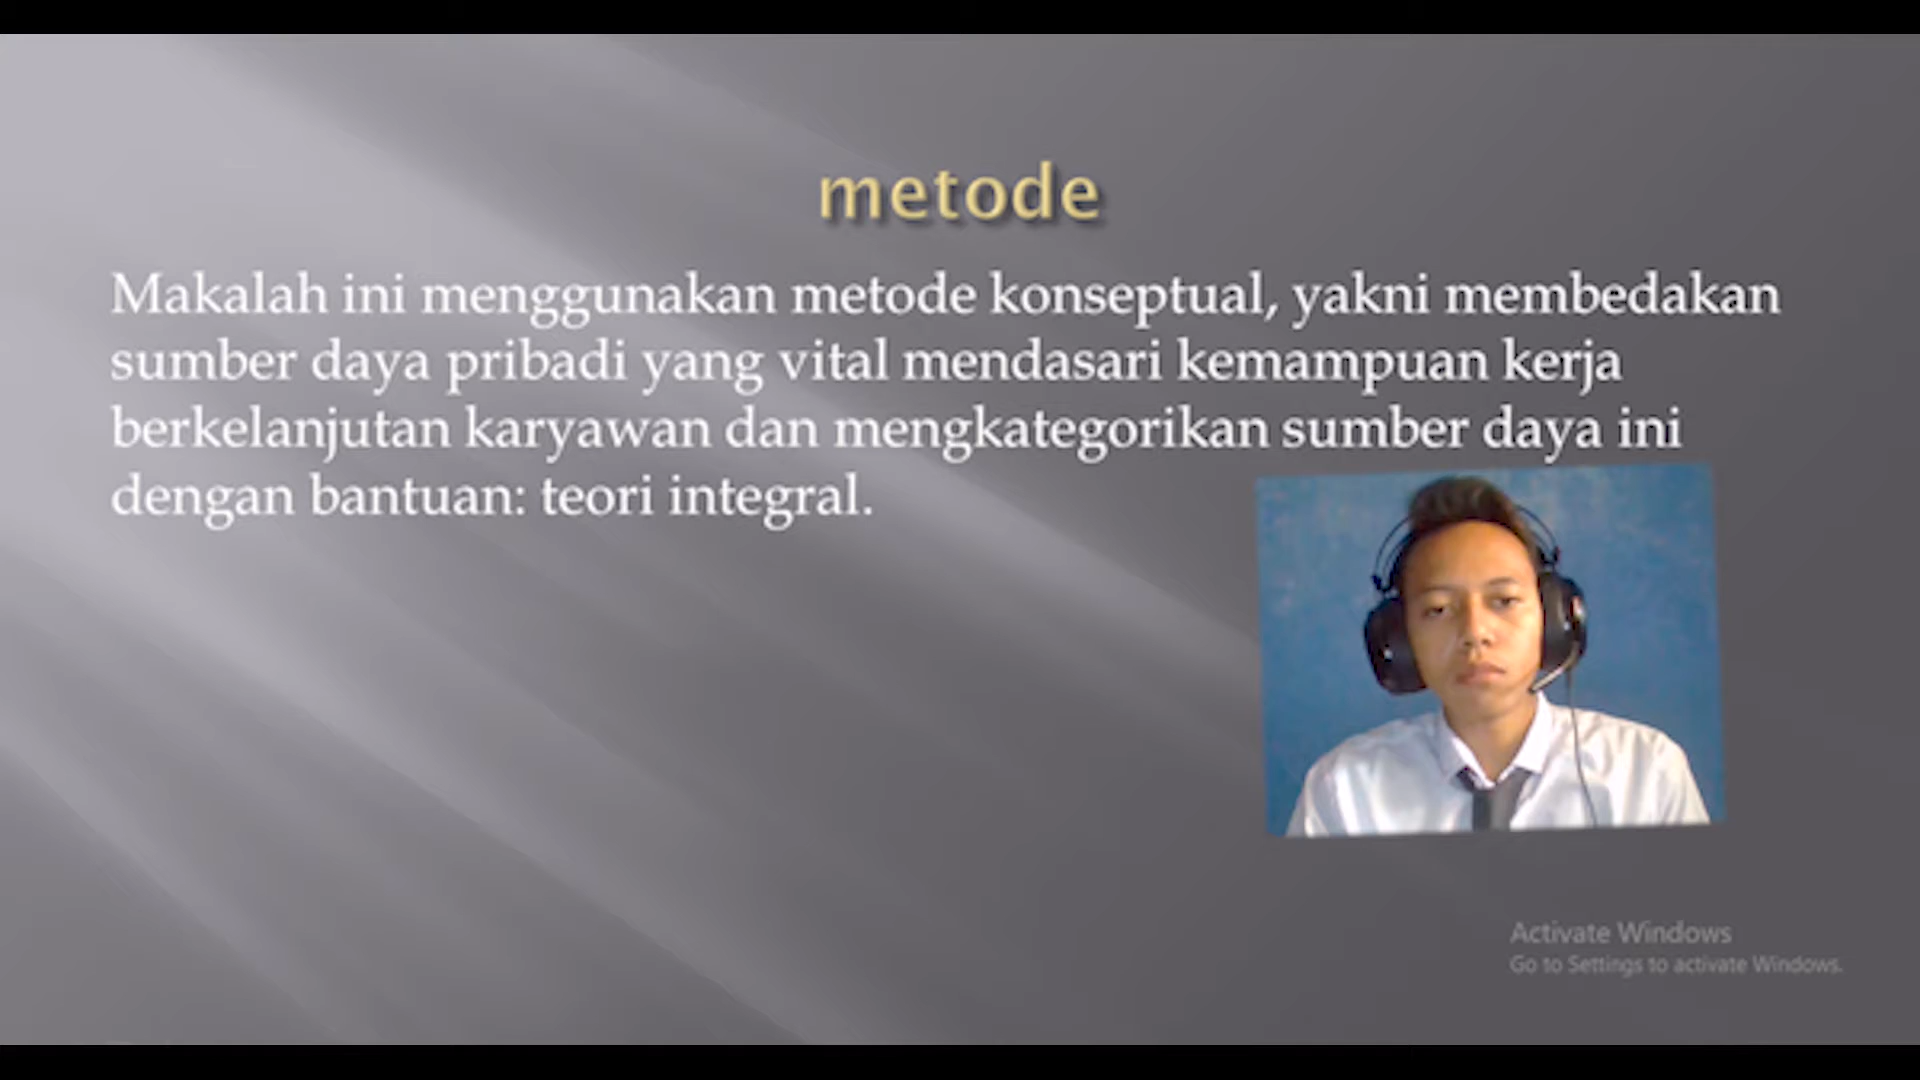 metode
Makalah ini menggunakan metode konseptual, yakni membedakan
sumber daya pribadi yang vital mendasari kemampuan kerja
berkelanjutan karyawan dan mengkategorikan sumber daya ini
dengan bantuan: teori integral.
Activate Windows
Go to Settings to activate Windows.